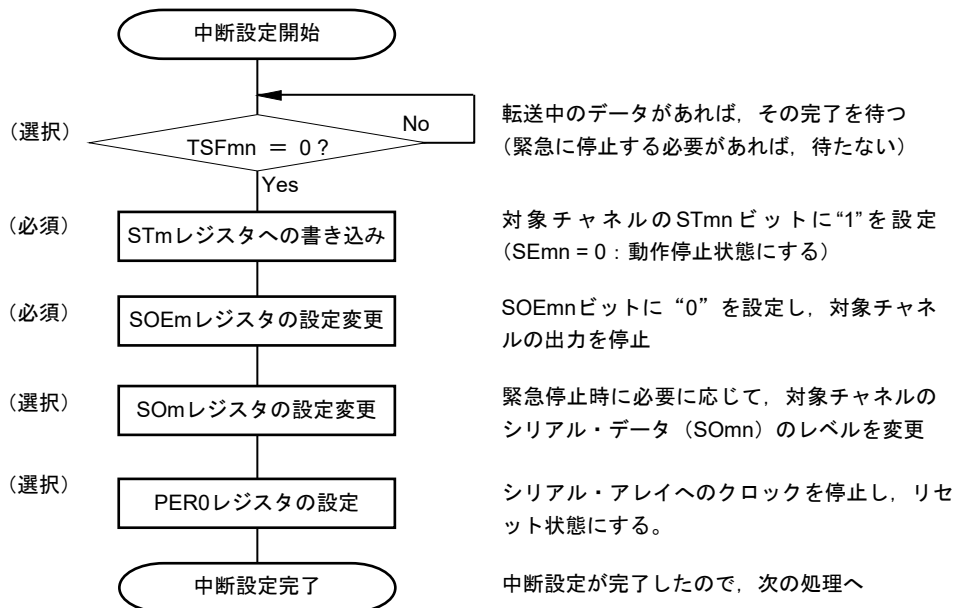 中断設定開始
(選択)
TSFmn = 0？
No
転送中のデータがあれば，その完了を待つ
（緊急に停止する必要があれば，待たない）
Yes
(必須)
STmレジスタへの書き込み
対象チャネルのSTmnビットに“1”を設定
（SEmn = 0：動作停止状態にする）
(必須)
SOEmレジスタの設定変更
SOEmnビットに“0”を設定し，対象チャネ
ルの出力を停止
(選択)
SOmレジスタの設定変更
緊急停止時に必要に応じて，対象チャネルの
シリアル・データ（SOmn）のレベルを変更
(選択)
PER0レジスタの設定
シリアル・アレイへのクロックを停止し，リセ
ット状態にする。
中断設定完了
中断設定が完了したので，次の処理へ